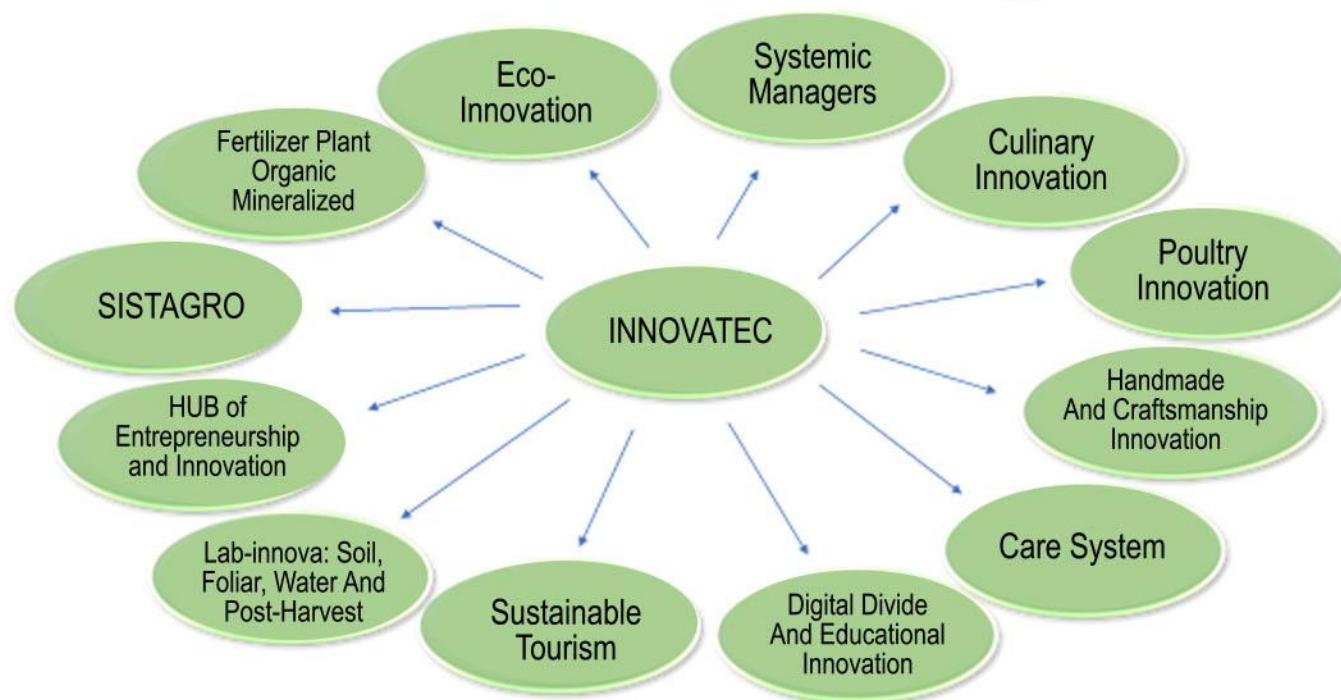 Eco-
Innovation
Systemic
Managers
Culinary
Innovation
Poultry
Innovation
Handmade
And Craftsmanship
Innovation
Care System
Digital Divide
And Educational
Innovation
Sustainable
Tourism
Lab-innova: Soil,
Foliar, Water And
Post-Harvest
HUB of
Entrepreneurship
and Innovation
SISTAGRO
Fertilizer Plant
Organic
Mineralized
INNOVATEC